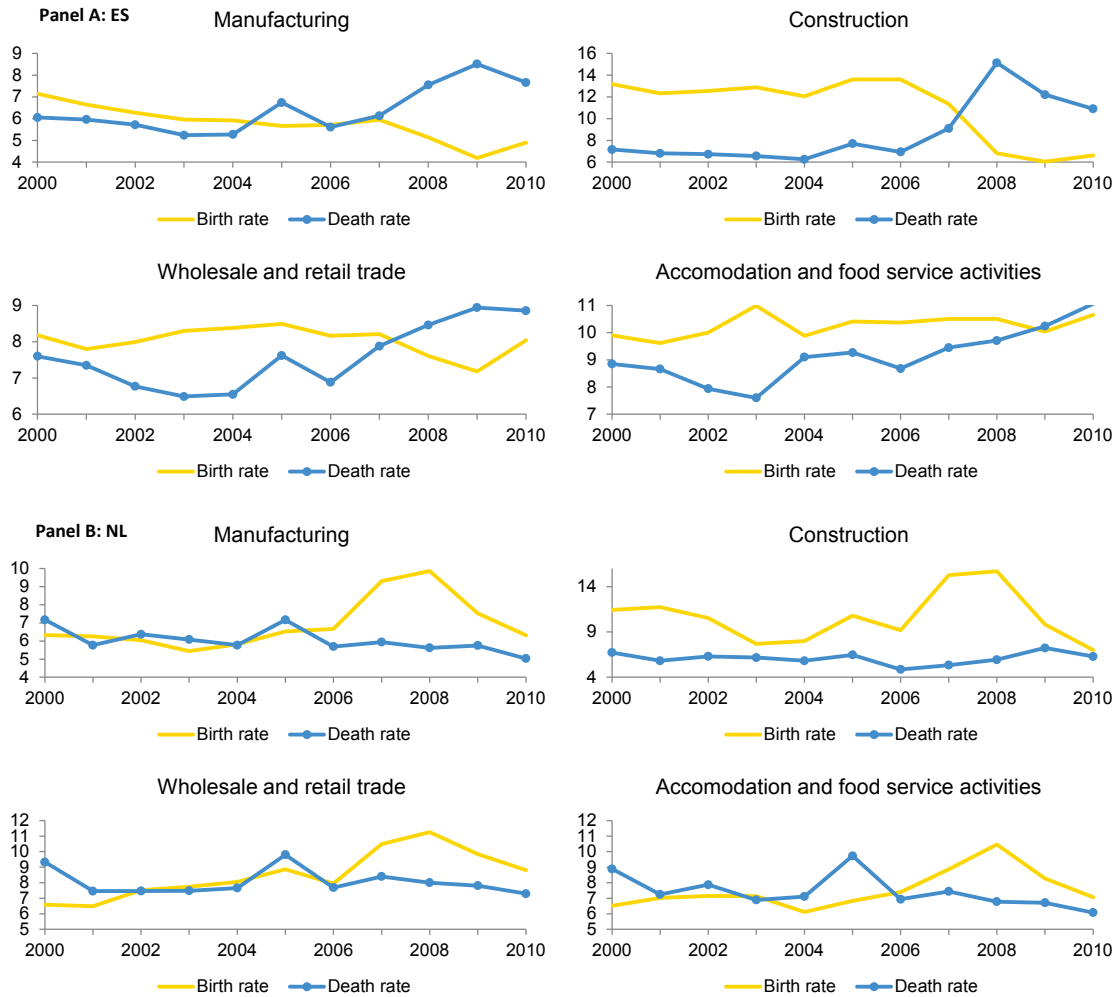 Panel A: ES
Manufacturing
9
8
7
6
5
4
2000 2002 2004 2006 2008 2010
Birth rate Death rate
Construction
16
14
12
10
8
6
2000 2002 2004 2006 2008 2010
Birth rate Death rate
Wholesale and retail trade
9
8
7
6
2000 2002 2004 2006 2008 2010
Birth rate Death rate
Accomodation and food service activities
11
10
9
8
7
2000 2002 2004 2006 2008 2010
Birth rate Death rate
Panel B: NL
Manufacturing
10
9
8
7
6
5
4
2000 2002 2004 2006 2008 2010
Birth rate Death rate
Construction
14
9
4
2000 2002 2004 2006 2008 2010
Birth rate Death rate
Wholesale and retail trade
12
11
10
9
8
7
6
5
2000 2002 2004 2006 2008 2010
Birth rate Death rate
Accomodation and food service activities
12
11
10
9
8
7
6
5
2000 2002 2004 2006 2008 2010
Birth rate Death rate